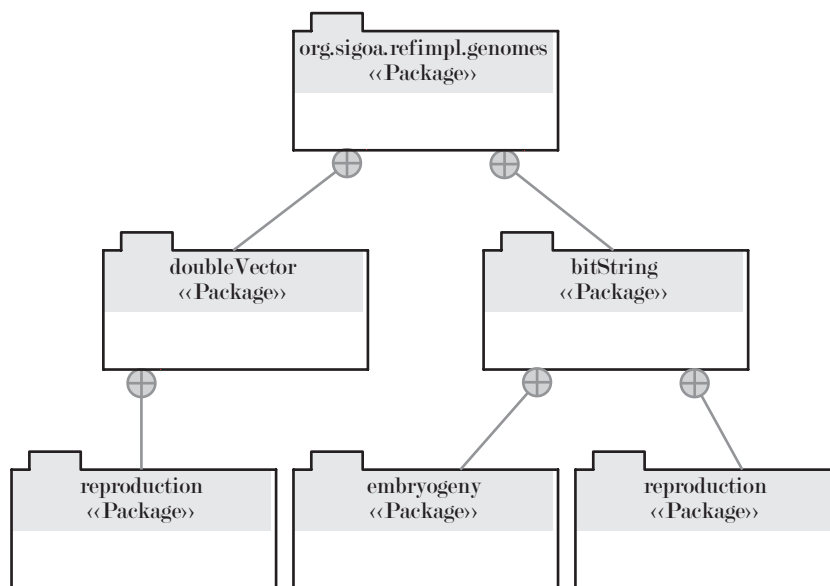 org.sigoa.refimpl.genomes
‹‹Package››
doubleVector
‹‹Package››
bitString
‹‹Package››
reproduction
‹‹Package››
embryogeny
‹‹Package››
reproduction
‹‹Package››